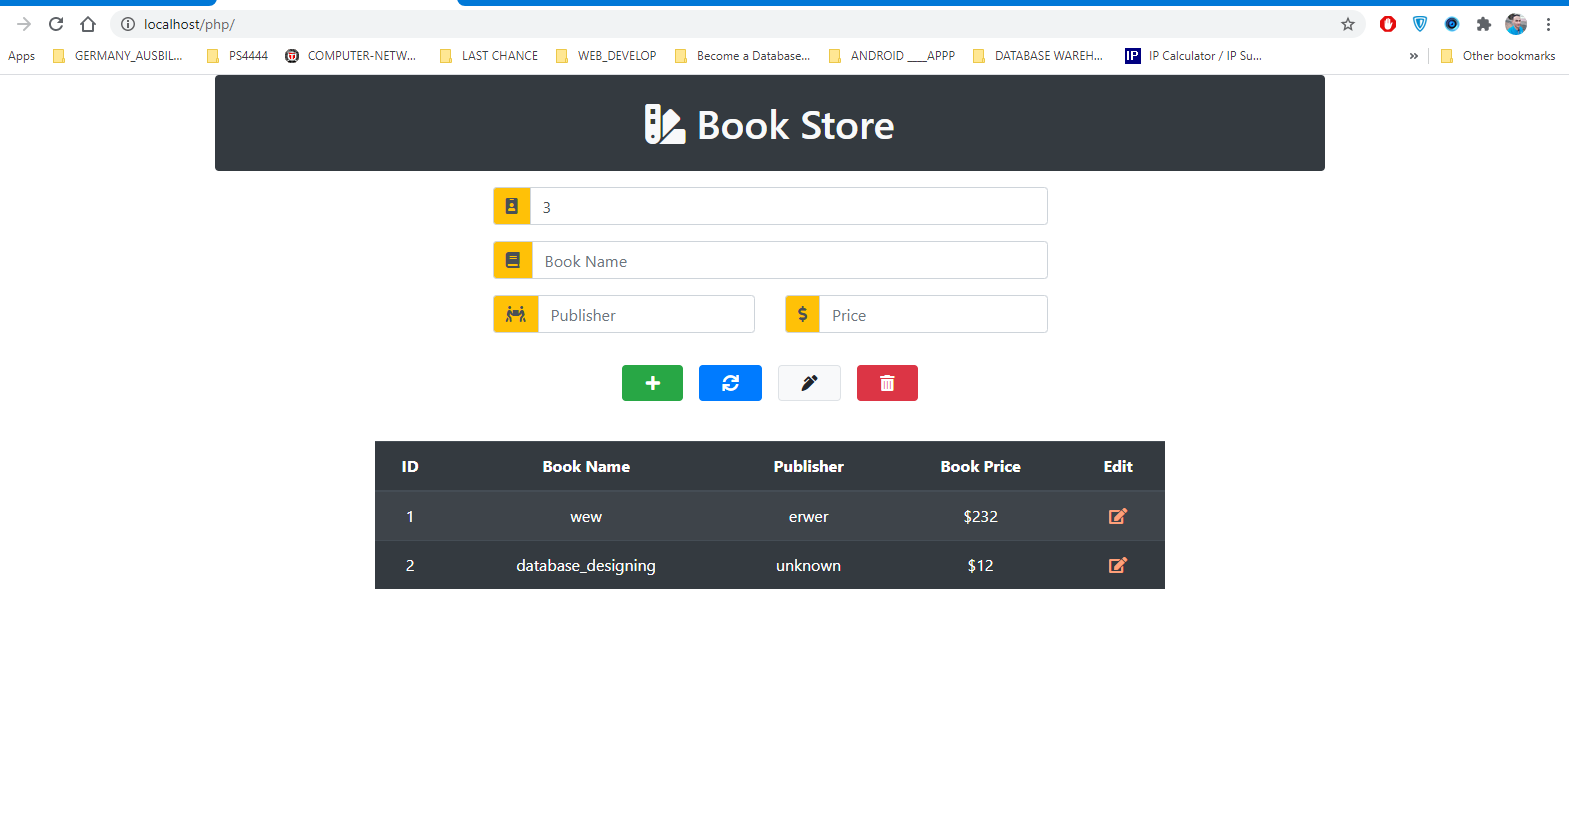 localhost/php/
Apps GERMANY_AUSBIL... PS4444 COMPUTER-NETW... LAST CHANCE WEB_DEVELOP Become a Database... ANDROID ____APPP DATABASE WAREH... IP IP Calculator / IP Su... » Other bookmarks
Book Store
3
Book Name
Publisher $ Price
ID Book Name Publisher Book Price Edit
1 wew erwer $232
2 database_designing unknown $12